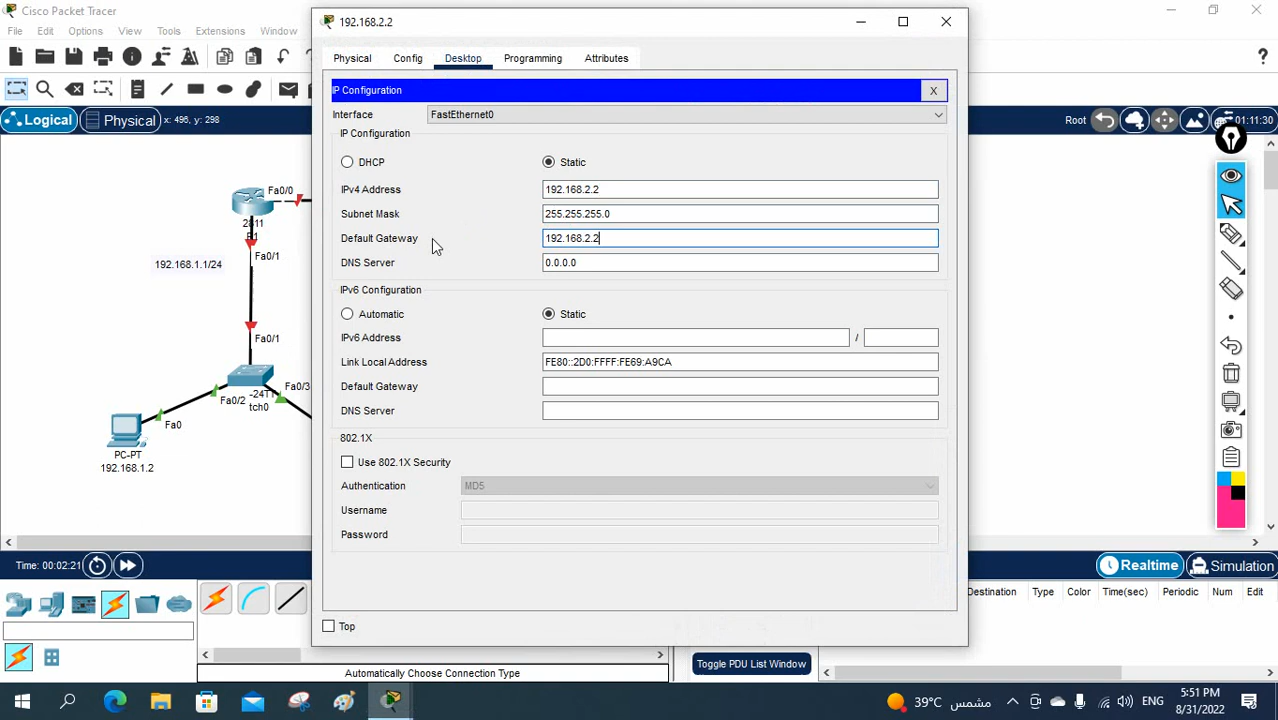 Cisco Packet Tracer
File Edit Options View Tools Extensions Window
Logical Physical x: 496, y: 298
Root 01:11:30
Fa0/0
2811
R1
Fa0/1
192.168.1.1/24
Fa0/1
Fa0/3
-24TT
tch0
Fa0/2
Fa0
PC-PT
192.168.1.2
192.168.2.2
Physical Config Desktop Programming Attributes
IP Configuration X
Interface FastEthernet0
IP Configuration
DHCP Static
IPv4 Address 192.168.2.2
Subnet Mask 255.255.255.0
Default Gateway 192.168.2.2
DNS Server 0.0.0.0
IPv6 Configuration
Automatic Static
IPv6 Address /
Link Local Address FE80::2D0:FFFF:FE69:A9CA
Default Gateway
DNS Server
802.1X
Use 802.1X Security
Authentication MD5
Username
Password
Top
Time: 00:02:21
Realtime Simulation
Destination Type Color Time(sec) Periodic Num Edit
Automatically Choose Connection Type
Toggle PDU List Window
39°C مشمس
ENG
5:51 PM
8/31/2022